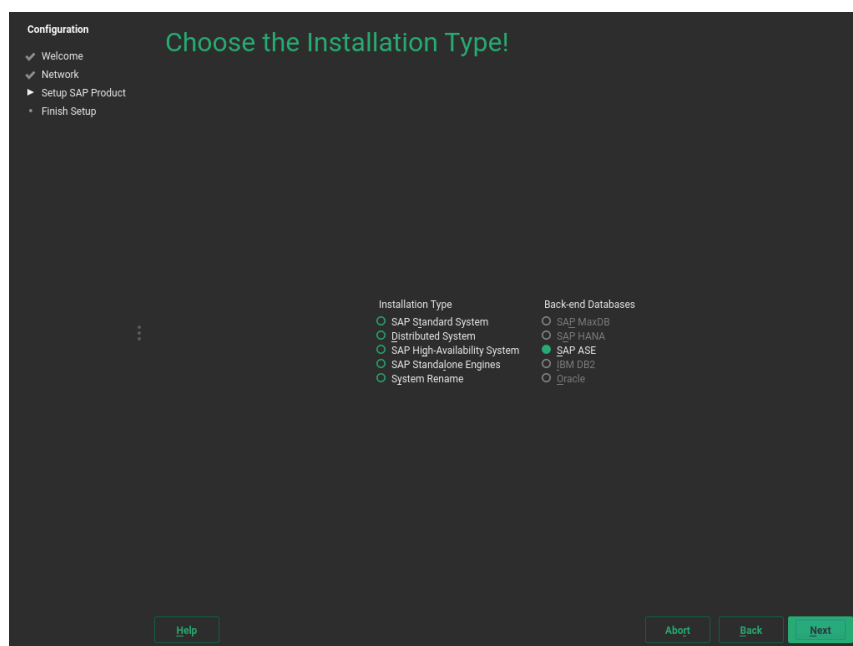 Configuration
Welcome
Network
Setup SAP Product
Finish Setup
Choose the Installation Type!
Installation Type
SAP Standard System
Distributed System
SAP High-Availability System
SAP Standalone Engines
System Rename
Back-end Databases
SAP MaxDB
SAP HANA
SAP ASE
IBM DB2
Oracle
Help
Abort
Back
Next